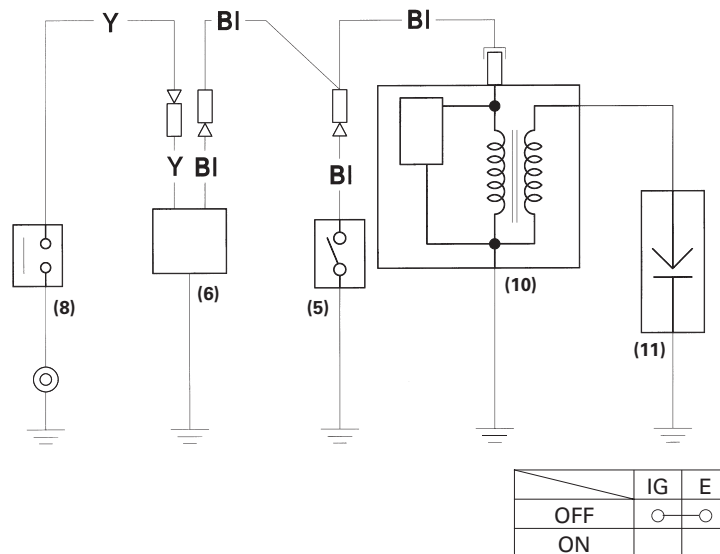 Y
Bl
Bl
Y
Bl
Bl
(8)
(6)
(5)
(10)
(11)
IG E
OFF
ON